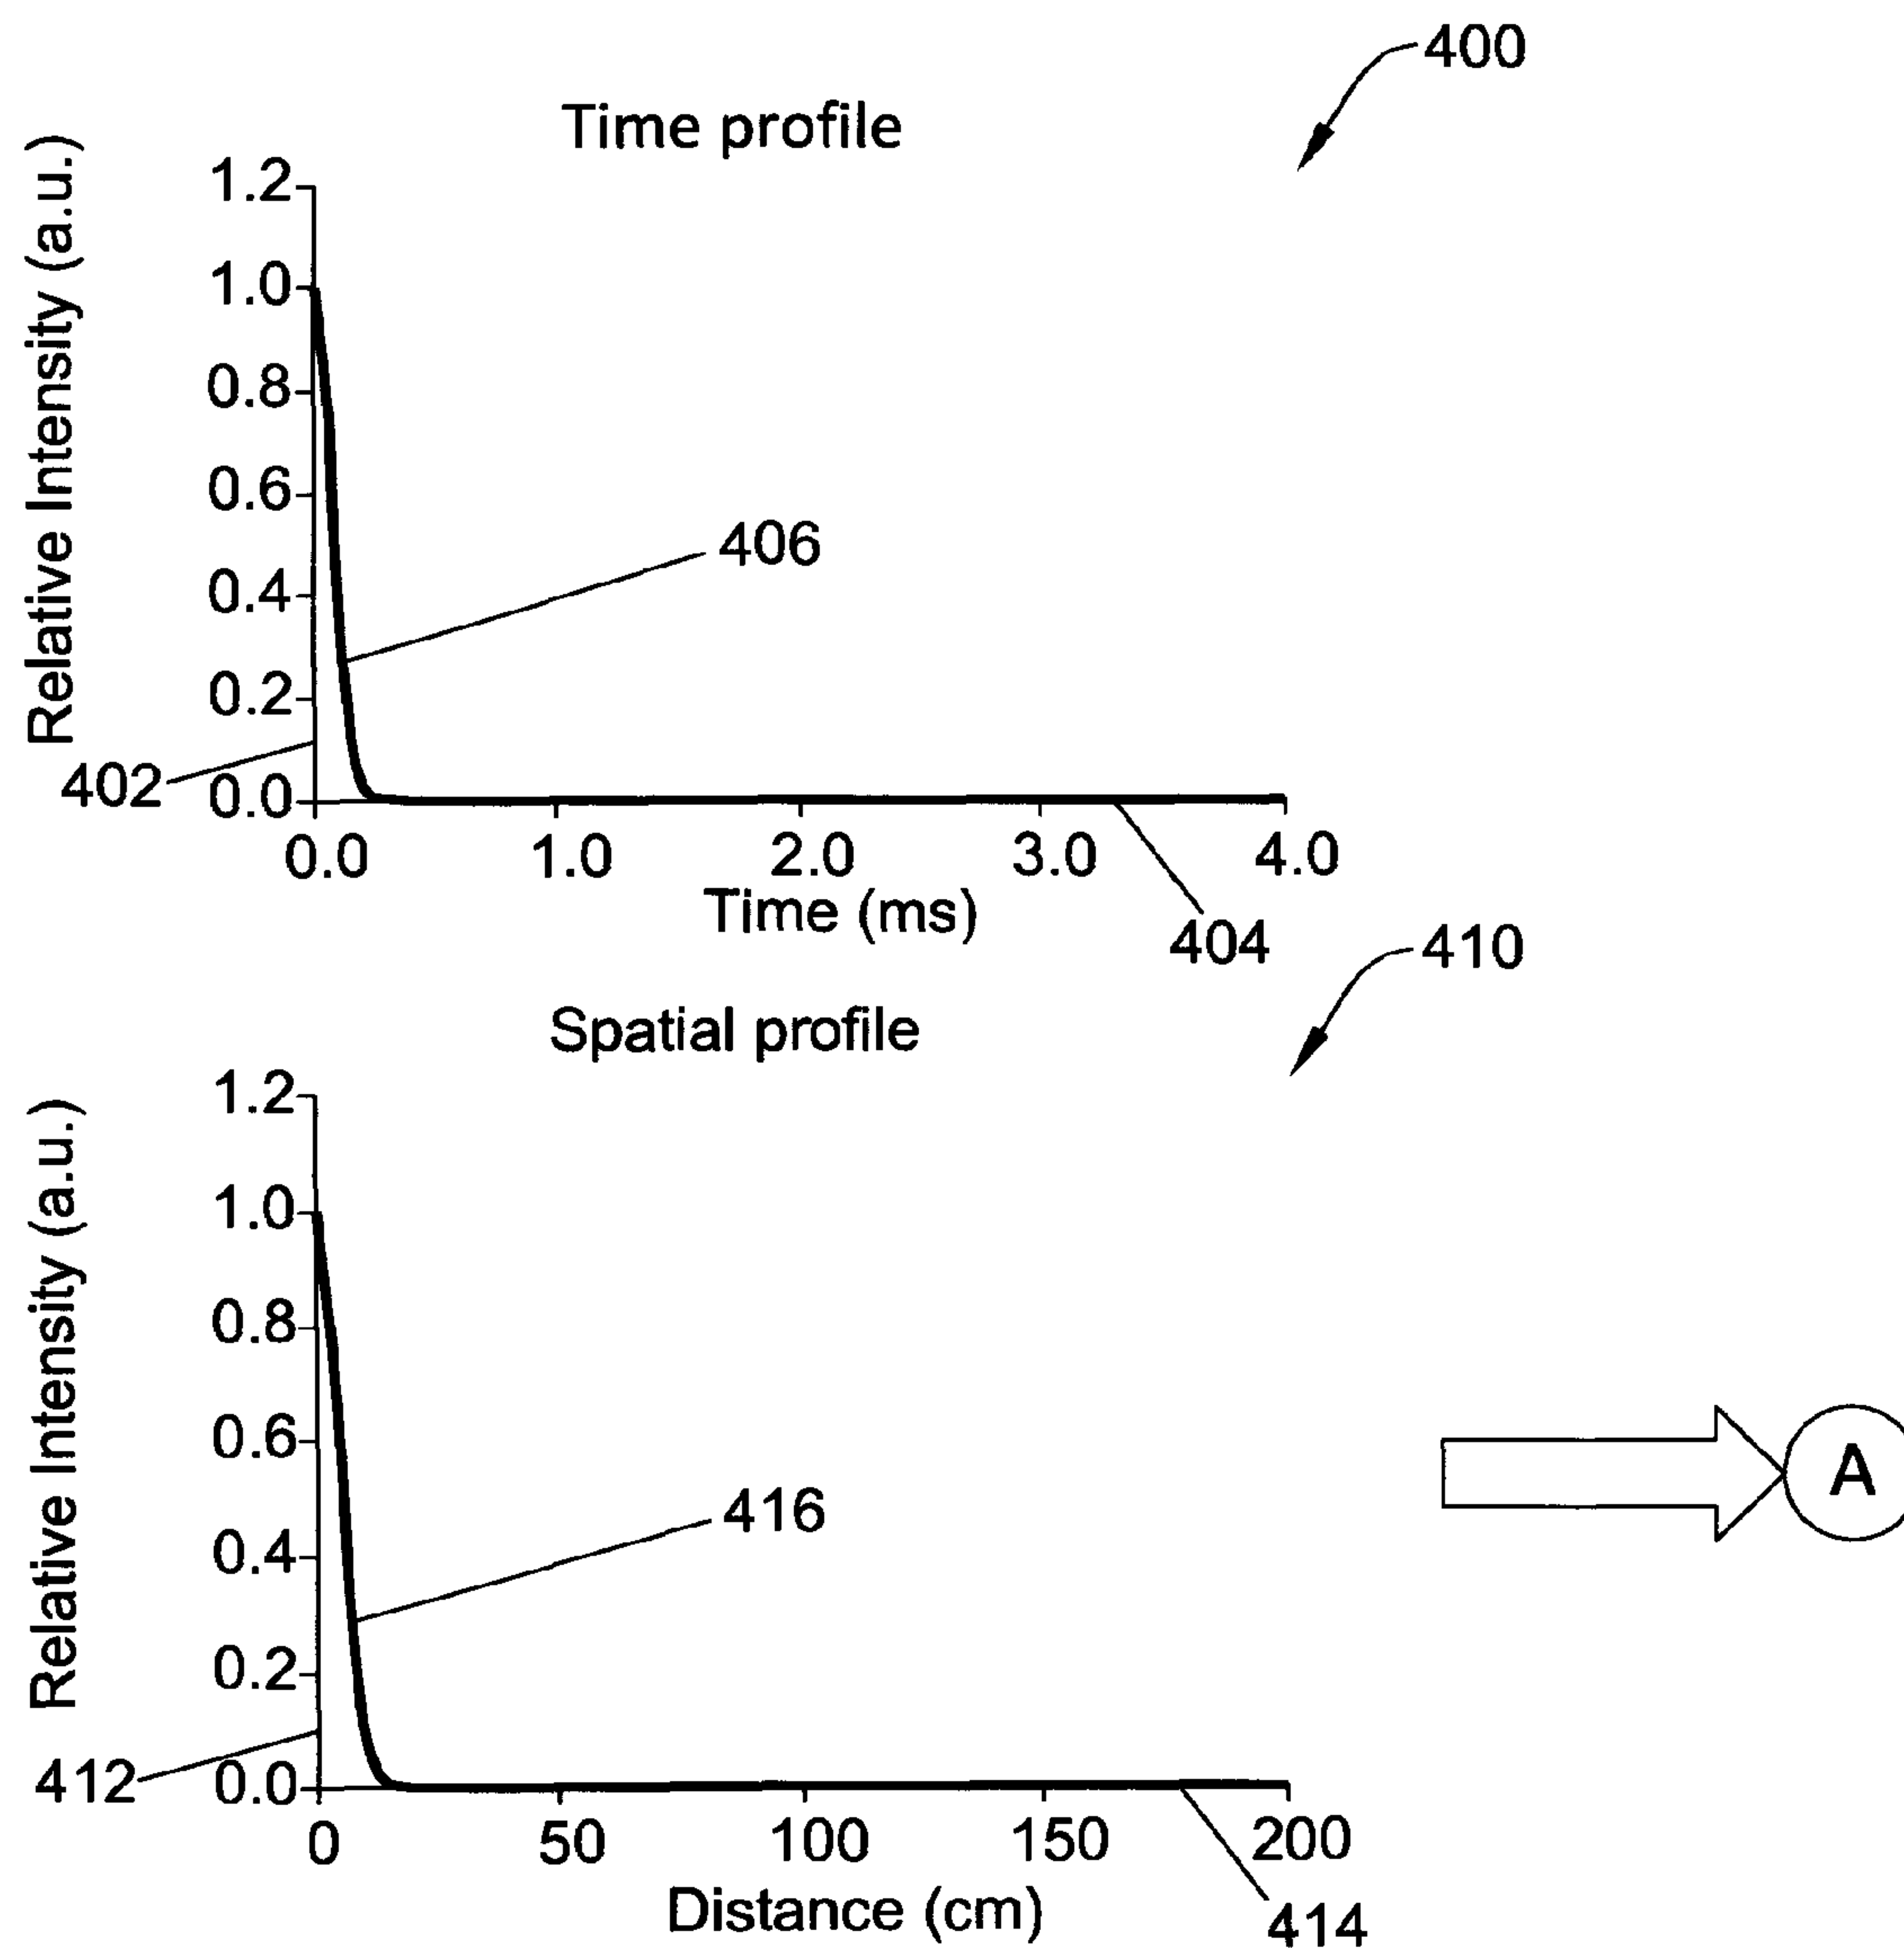 400
Time profile
Relative Intensity (a.u.)
1.2
1.0
0.8
0.6
0.4
0.2
0.0
406
402
0.0 1.0 2.0 3.0 4.0
Time (ms)
404
410
Spatial profile
Relative Intensity (a.u.)
1.2
1.0
0.8
0.6
0.4
0.2
0.0
416
A
412
0 50 100 150 200
Distance (cm)
414